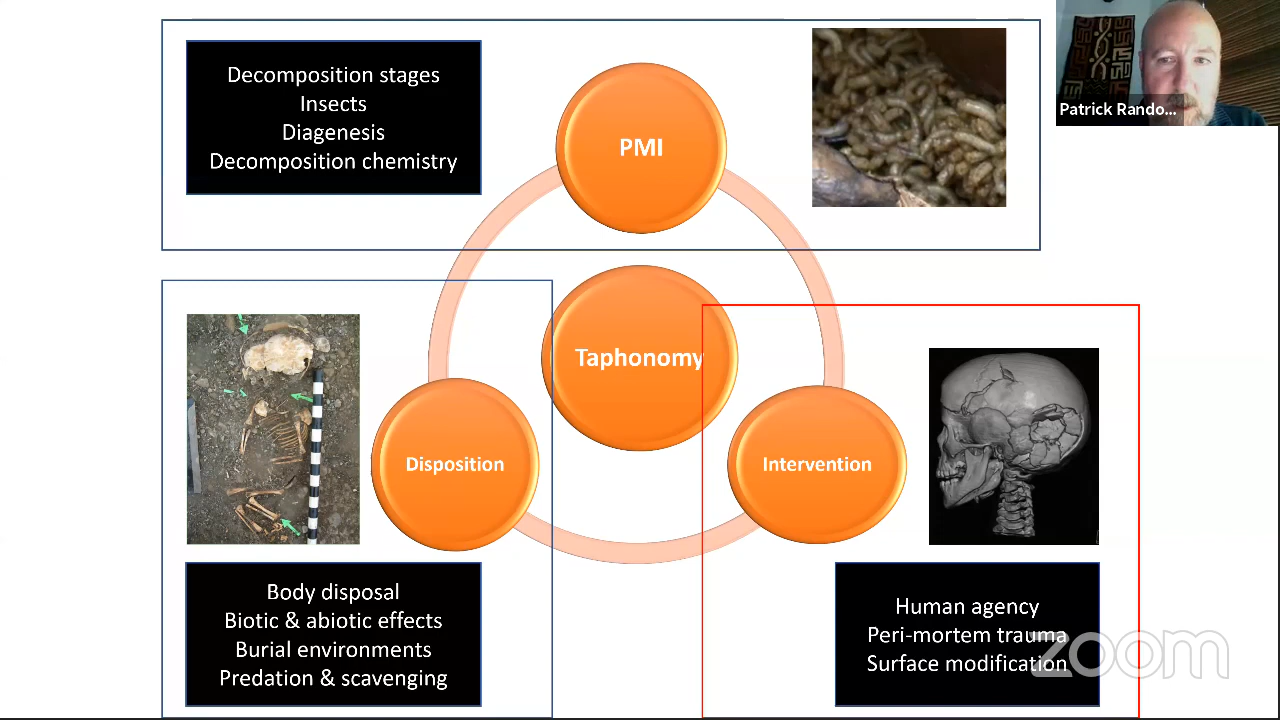 Decomposition stages
Insects
Diagenesis
Decomposition chemistry
PMI
Patrick Rando...
Taphonomy
Disposition
Intervention
Body disposal
Biotic & abiotic effects
Burial environments
Predation & scavenging
Human agency
Peri-mortem trauma
Surface modification
zoom